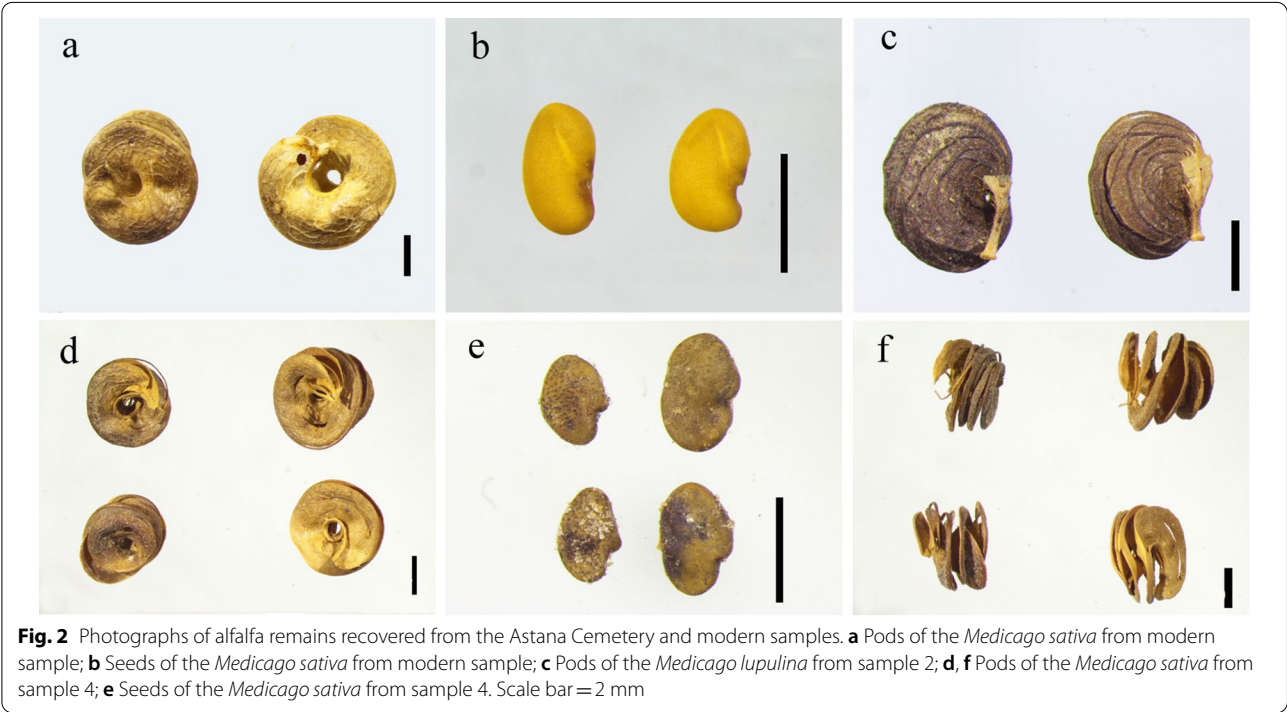 a
b
c
d
e
f
Fig. 2 Photographs of alfalfa remains recovered from the Astana Cemetery and modern samples. a Pods of the Medicago sativa from modern
sample; b Seeds of the Medicago sativa from modern sample; c Pods of the Medicago lupulina from sample 2; d, f Pods of the Medicago sativa from
sample 4; e Seeds of the Medicago sativa from sample 4. Scale bar = 2 mm